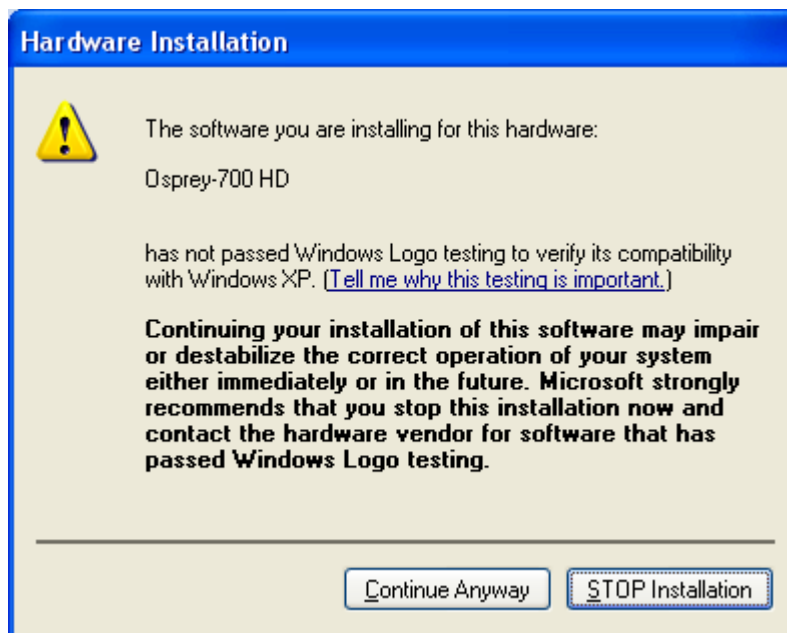 Hardware Installation
The software you are installing for this hardware:
Osprey-700 HD
has not passed Windows Logo testing to verify its compatibility
with Windows XP. (Tell me why this testing is important.)
Continuing your installation of this software may impair
or destabilize the correct operation of your system
either immediately or in the future. Microsoft strongly
recommends that you stop this installation now and
contact the hardware vendor for software that has
passed Windows Logo testing.
Continue Anyway
STOP Installation